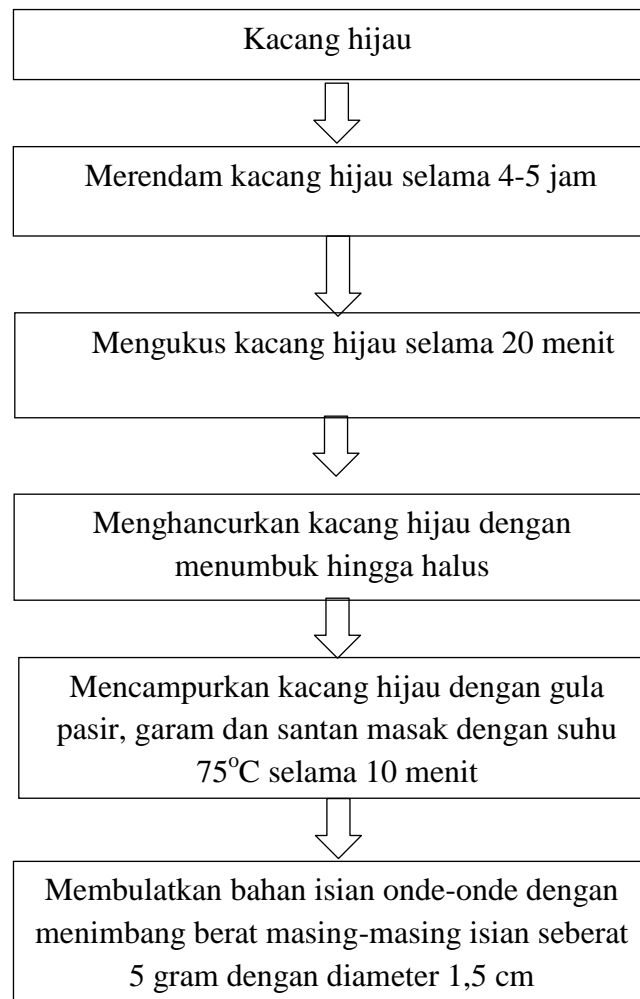 Kacang hijau
Merendam kacang hijau selama 4-5 jam
Mengukus kacang hijau selama 20 menit
Menghancurkan kacang hijau dengan
menumbuk hingga halus
Mencampurkan kacang hijau dengan gula
pasir, garam dan santan masak dengan suhu
75°C selama 10 menit
Membulatkan bahan isian onde-onde dengan
menimbang berat masing-masing isian seberat
5 gram dengan diameter 1,5 cm